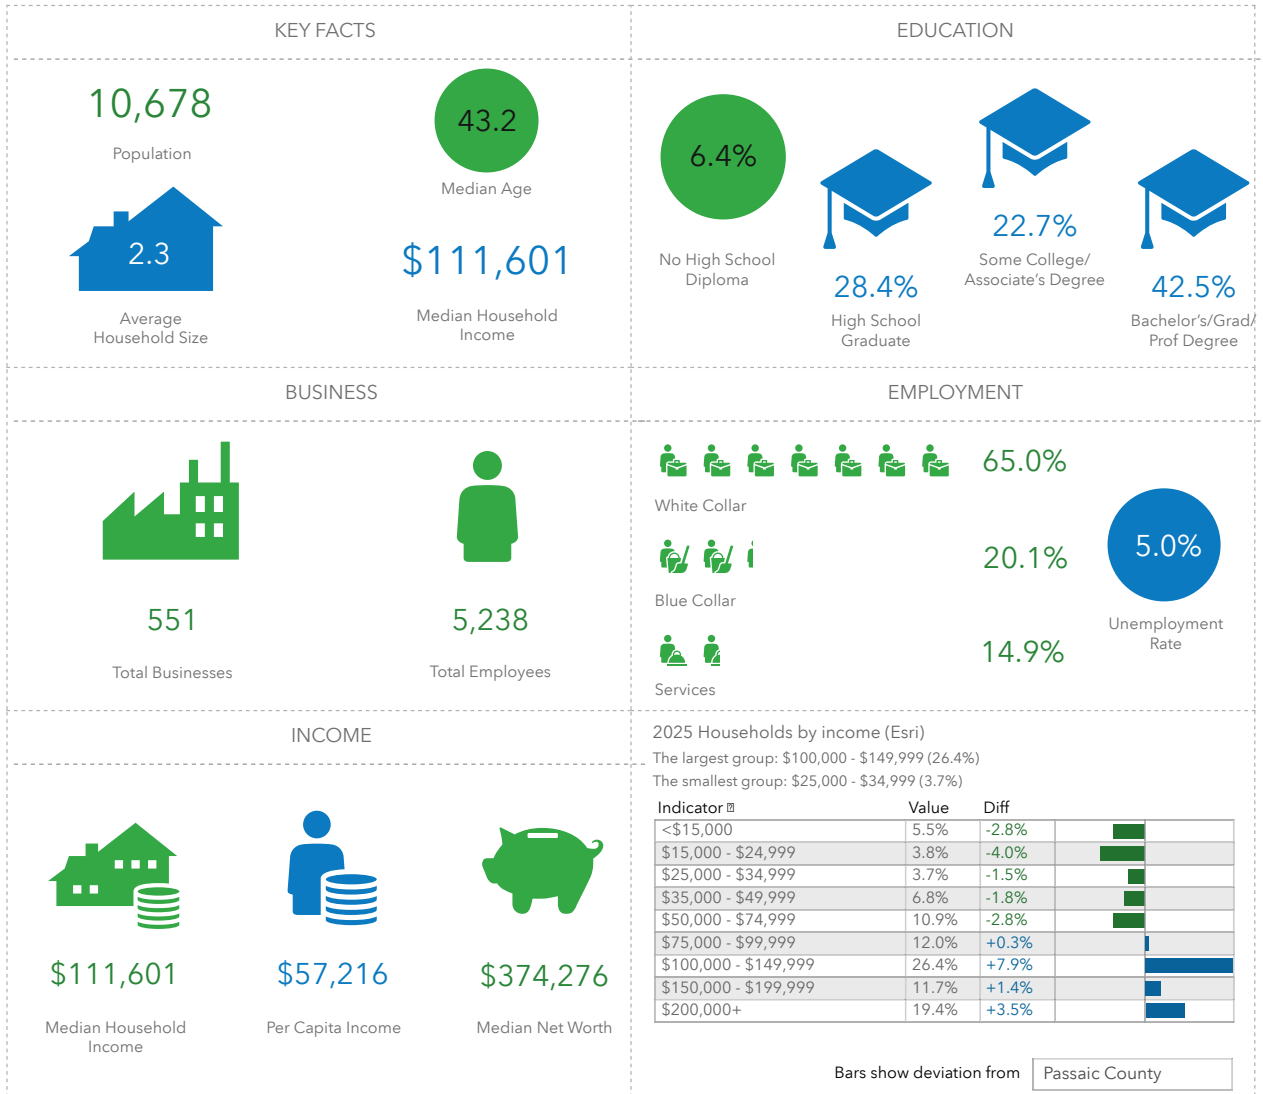 KEY FACTS
10,678
Population
43.2
Median Age
2.3
Average
Household Size
$111,601
Median Household
Income
EDUCATION
6.4%
No High School
Diploma
28.4%
High School
Graduate
22.7%
Some College/
Associate's Degree
42.5%
Bachelor's/Grad/
Prof Degree
BUSINESS
551
Total Businesses
5,238
Total Employees
EMPLOYMENT
65.0%
White Collar
20.1%
Blue Collar
14.9%
Services
5.0%
Unemployment
Rate
INCOME
$111,601
Median Household
Income
$57,216
Per Capita Income
$374,276
Median Net Worth
2025 Households by income (Esri)
The largest group: $100,000 - $149,999 (26.4%)
The smallest group: $25,000 - $34,999 (3.7%)
Indicator Value Diff
<$15,000 5.5% -2.8%
$15,000 - $24,999 3.8% -4.0%
$25,000 - $34,999 3.7% -1.5%
$35,000 - $49,999 6.8% -1.8%
$50,000 - $74,999 10.9% -2.8%
$75,000 - $99,999 12.0% +0.3%
$100,000 - $149,999 26.4% +7.9%
$150,000 - $199,999 11.7% +1.4%
$200,000+ 19.4% +3.5%
Bars show deviation from Passaic County